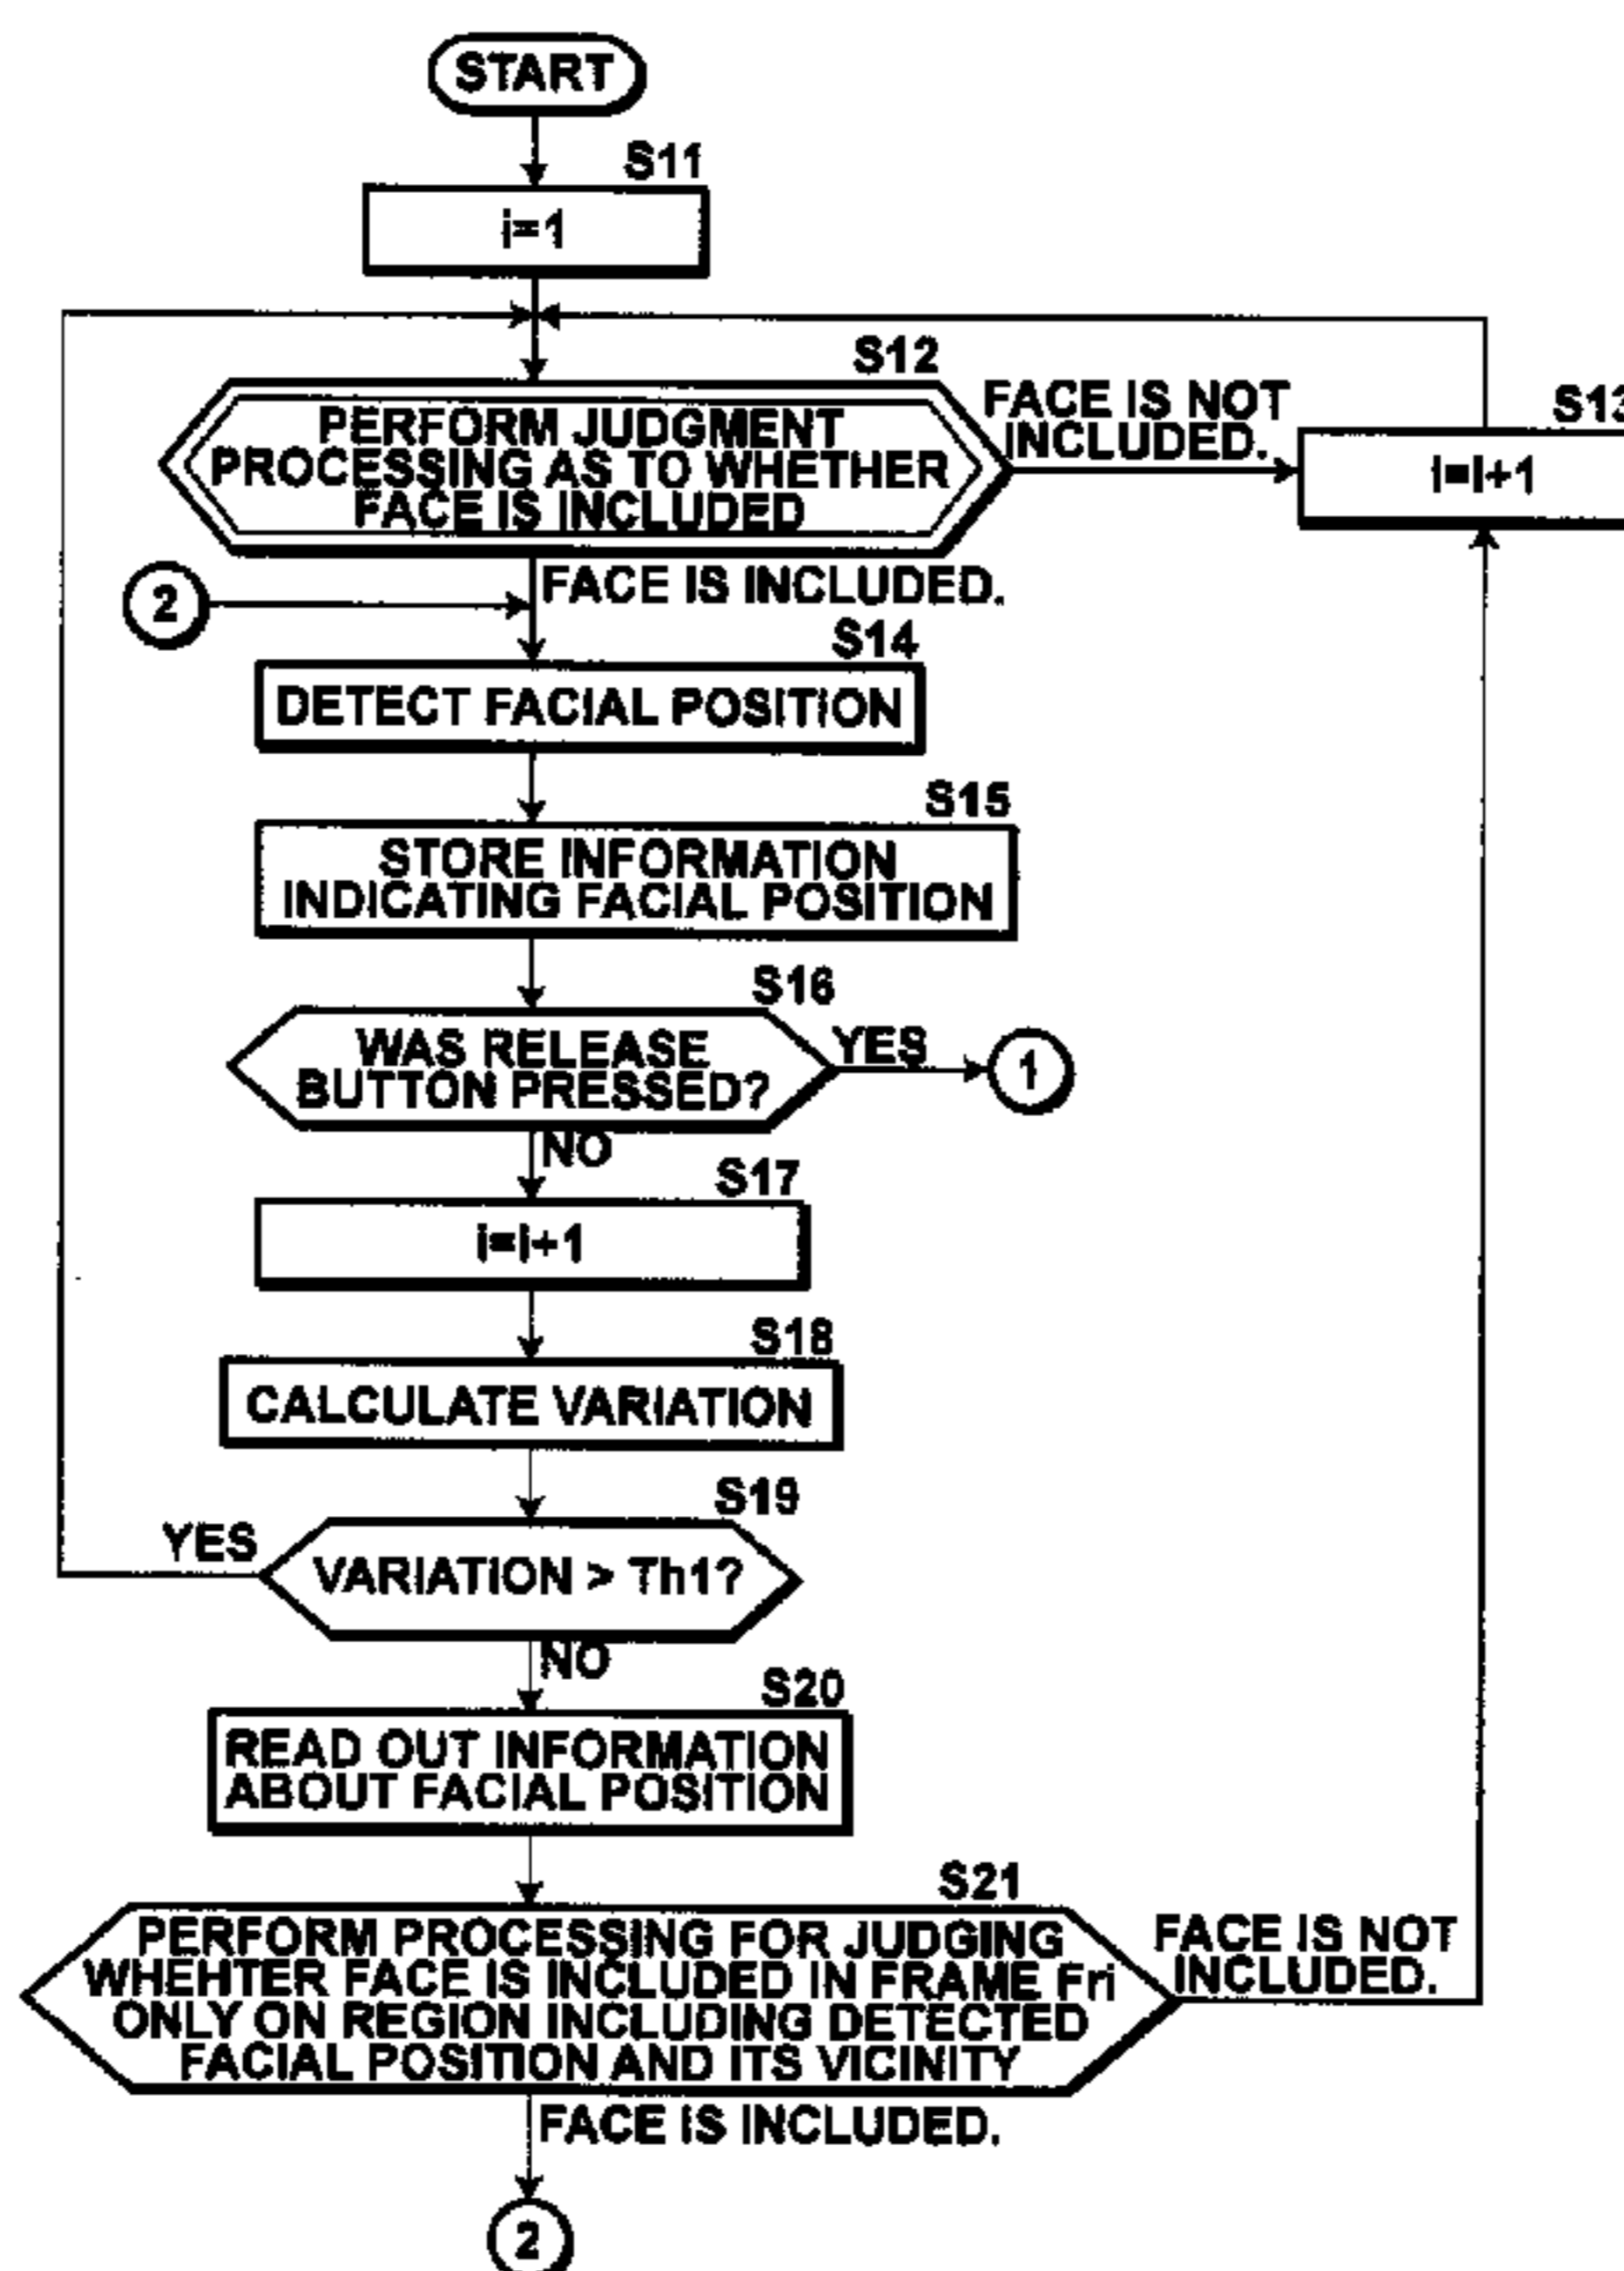 START
S11
i=1
S12
PERFORM JUDGMENT
PROCESSING AS TO WHETHER
FACE IS INCLUDED
FACE IS NOT
INCLUDED.
S13
i=i+1
FACE IS INCLUDED.
2
S14
DETECT FACIAL POSITION
S15
STORE INFORMATION
INDICATING FACIAL POSITION
S16
WAS RELEASE
BUTTON PRESSED?
YES
1
NO
S17
i=i+1
S18
CALCULATE VARIATION
S19
YES
VARIATION > Th1?
NO
S20
READ OUT INFORMATION
ABOUT FACIAL POSITION
S21
PERFORM PROCESSING FOR JUDGING
WHEHTER FACE IS INCLUDED IN FRAME Fri
ONLY ON REGION INCLUDING DETECTED
FACIAL POSITION AND ITS VICINITY
FACE IS NOT
INCLUDED.
FACE IS INCLUDED.
2